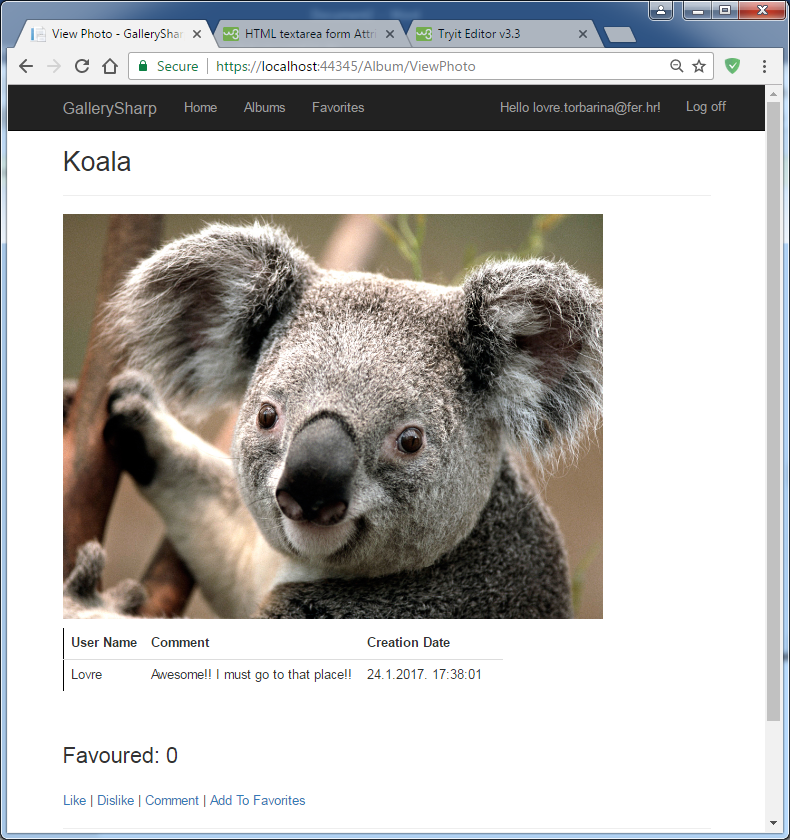 View Photo - GallerySha
HTML textarea form Attri
Tryit Editor v3.3
Secure
https://localhost:44345/Album/ViewPhoto
GallerySharp Home Albums Favorites Hello lovre.torbarina@fer.hr! Log off
Koala
User Name Comment Creation Date
Lovre Awesome!! I must go to that place!! 24.1.2017. 17:38:01
Favoured: 0
Like | Dislike | Comment | Add To Favorites